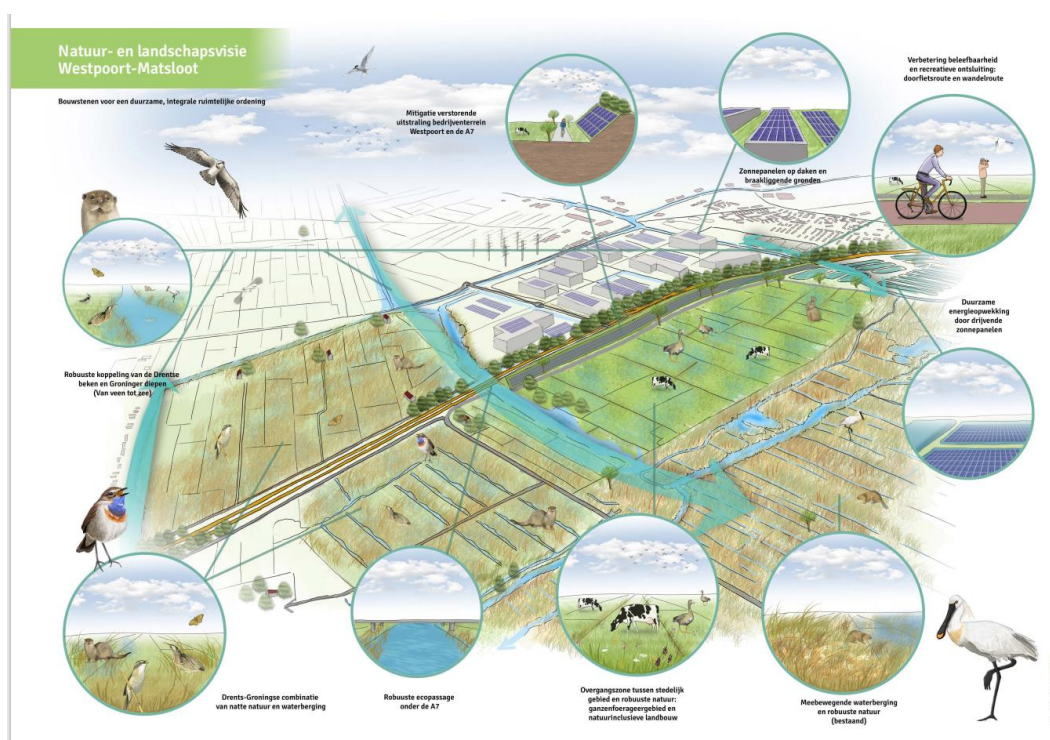 Natuur- en landschapsvisie
Westpoort-Matsloot
Bouwstenen voor een duurzame, integrale ruimtelijke ordening
Mitigatie verstorende
uitstraling bedrijventerrein
Westpoort en de A7
Zonnepanelen op daken en
braakliggende gronden
Verbetering beleefbaarheid
en recreatieve ontsluiting:
doorfietsroute en wandelroute
Duurzame
energieopwekking
door drijvende
zonnepanelen
Robuuste koppeling van de Drentse
beken en Groninger diepen
(Van veen tot zee)
Drents-Groningse combinatie
van natte natuur en waterberging
Robuuste ecopassage
onder de A7
Overgangszone tussen stedelijk
gebied en robuuste natuur:
ganzenfoerageergebied en
natuurinclusieve landbouw
Meebewegende waterberging
en robuuste natuur
(bestaand)